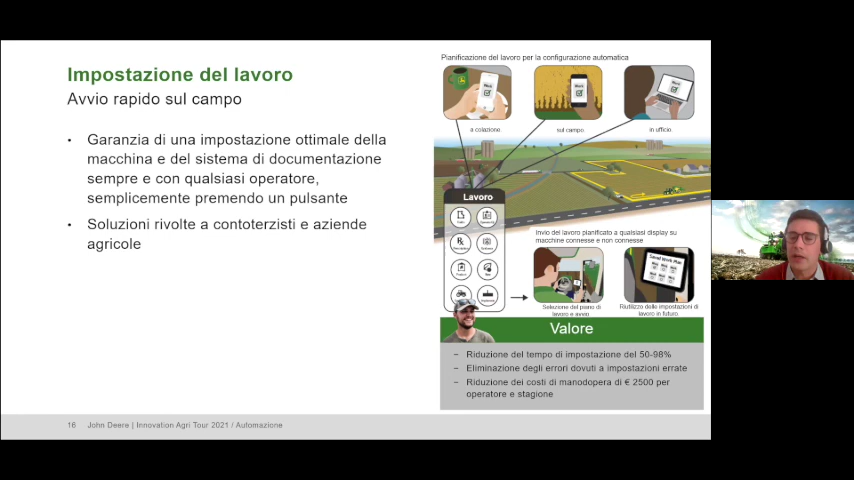 Impostazione del lavoro
Avvio rapido sul campo
• Garanzia di una impostazione ottimale della
macchina e del sistema di documentazione
sempre e con qualsiasi operatore,
semplicemente premendo un pulsante
• Soluzioni rivolte a contoterzisti e aziende
agricole
Pianificazione del lavoro per la configurazione automatica
a colazione
sul campo
in ufficio
Lavoro
Invio del lavoro pianificato a qualsiasi display su
macchine connesse e non connesse
Selezione del piano di
lavoro e avvio
Riutilizzo delle impostazioni di
lavoro in futuro.
Valore
− Riduzione del tempo di impostazione del 50-98%
− Eliminazione degli errori dovuti a impostazioni errate
− Riduzione dei costi di manodopera di € 2500 per
operatore e stagione
16 John Deere | Innovation Agri Tour 2021 / Automazione